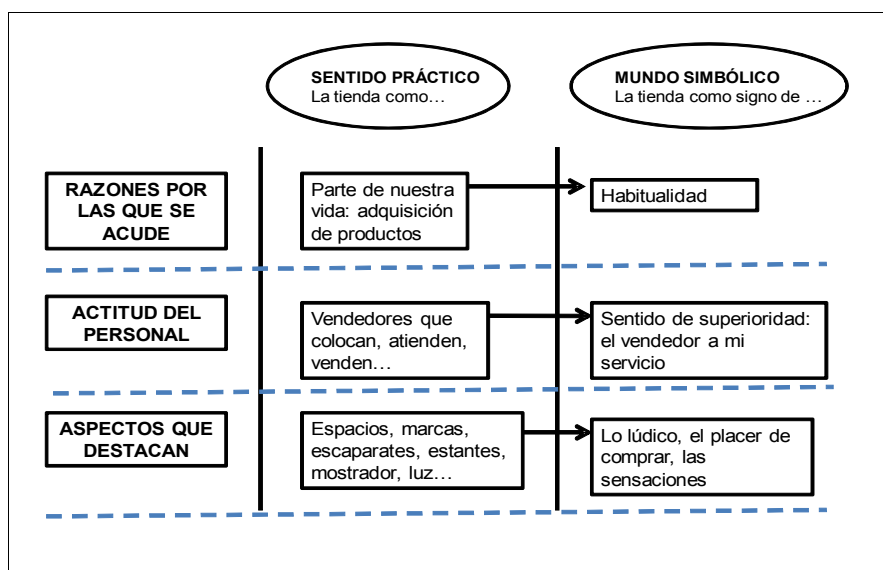 SENTIDO PRÁCTICO
La tienda como…
MUNDO SIMBÓLICO
La tienda como signo de …
RAZONES POR
LAS QUE SE
ACUDE
Parte de nuestra
vida: adquisición
de productos
Habitualidad
ACTITUD DEL
PERSONAL
Vendedores que
colocan, atienden,
venden…
Sentido de superioridad:
el vendedor a mi
servicio
ASPECTOS QUE
DESTACAN
Espacios, marcas,
escaparates, estantes,
mostrador, luz…
Lo lúdico, el placer de
comprar, las
sensaciones